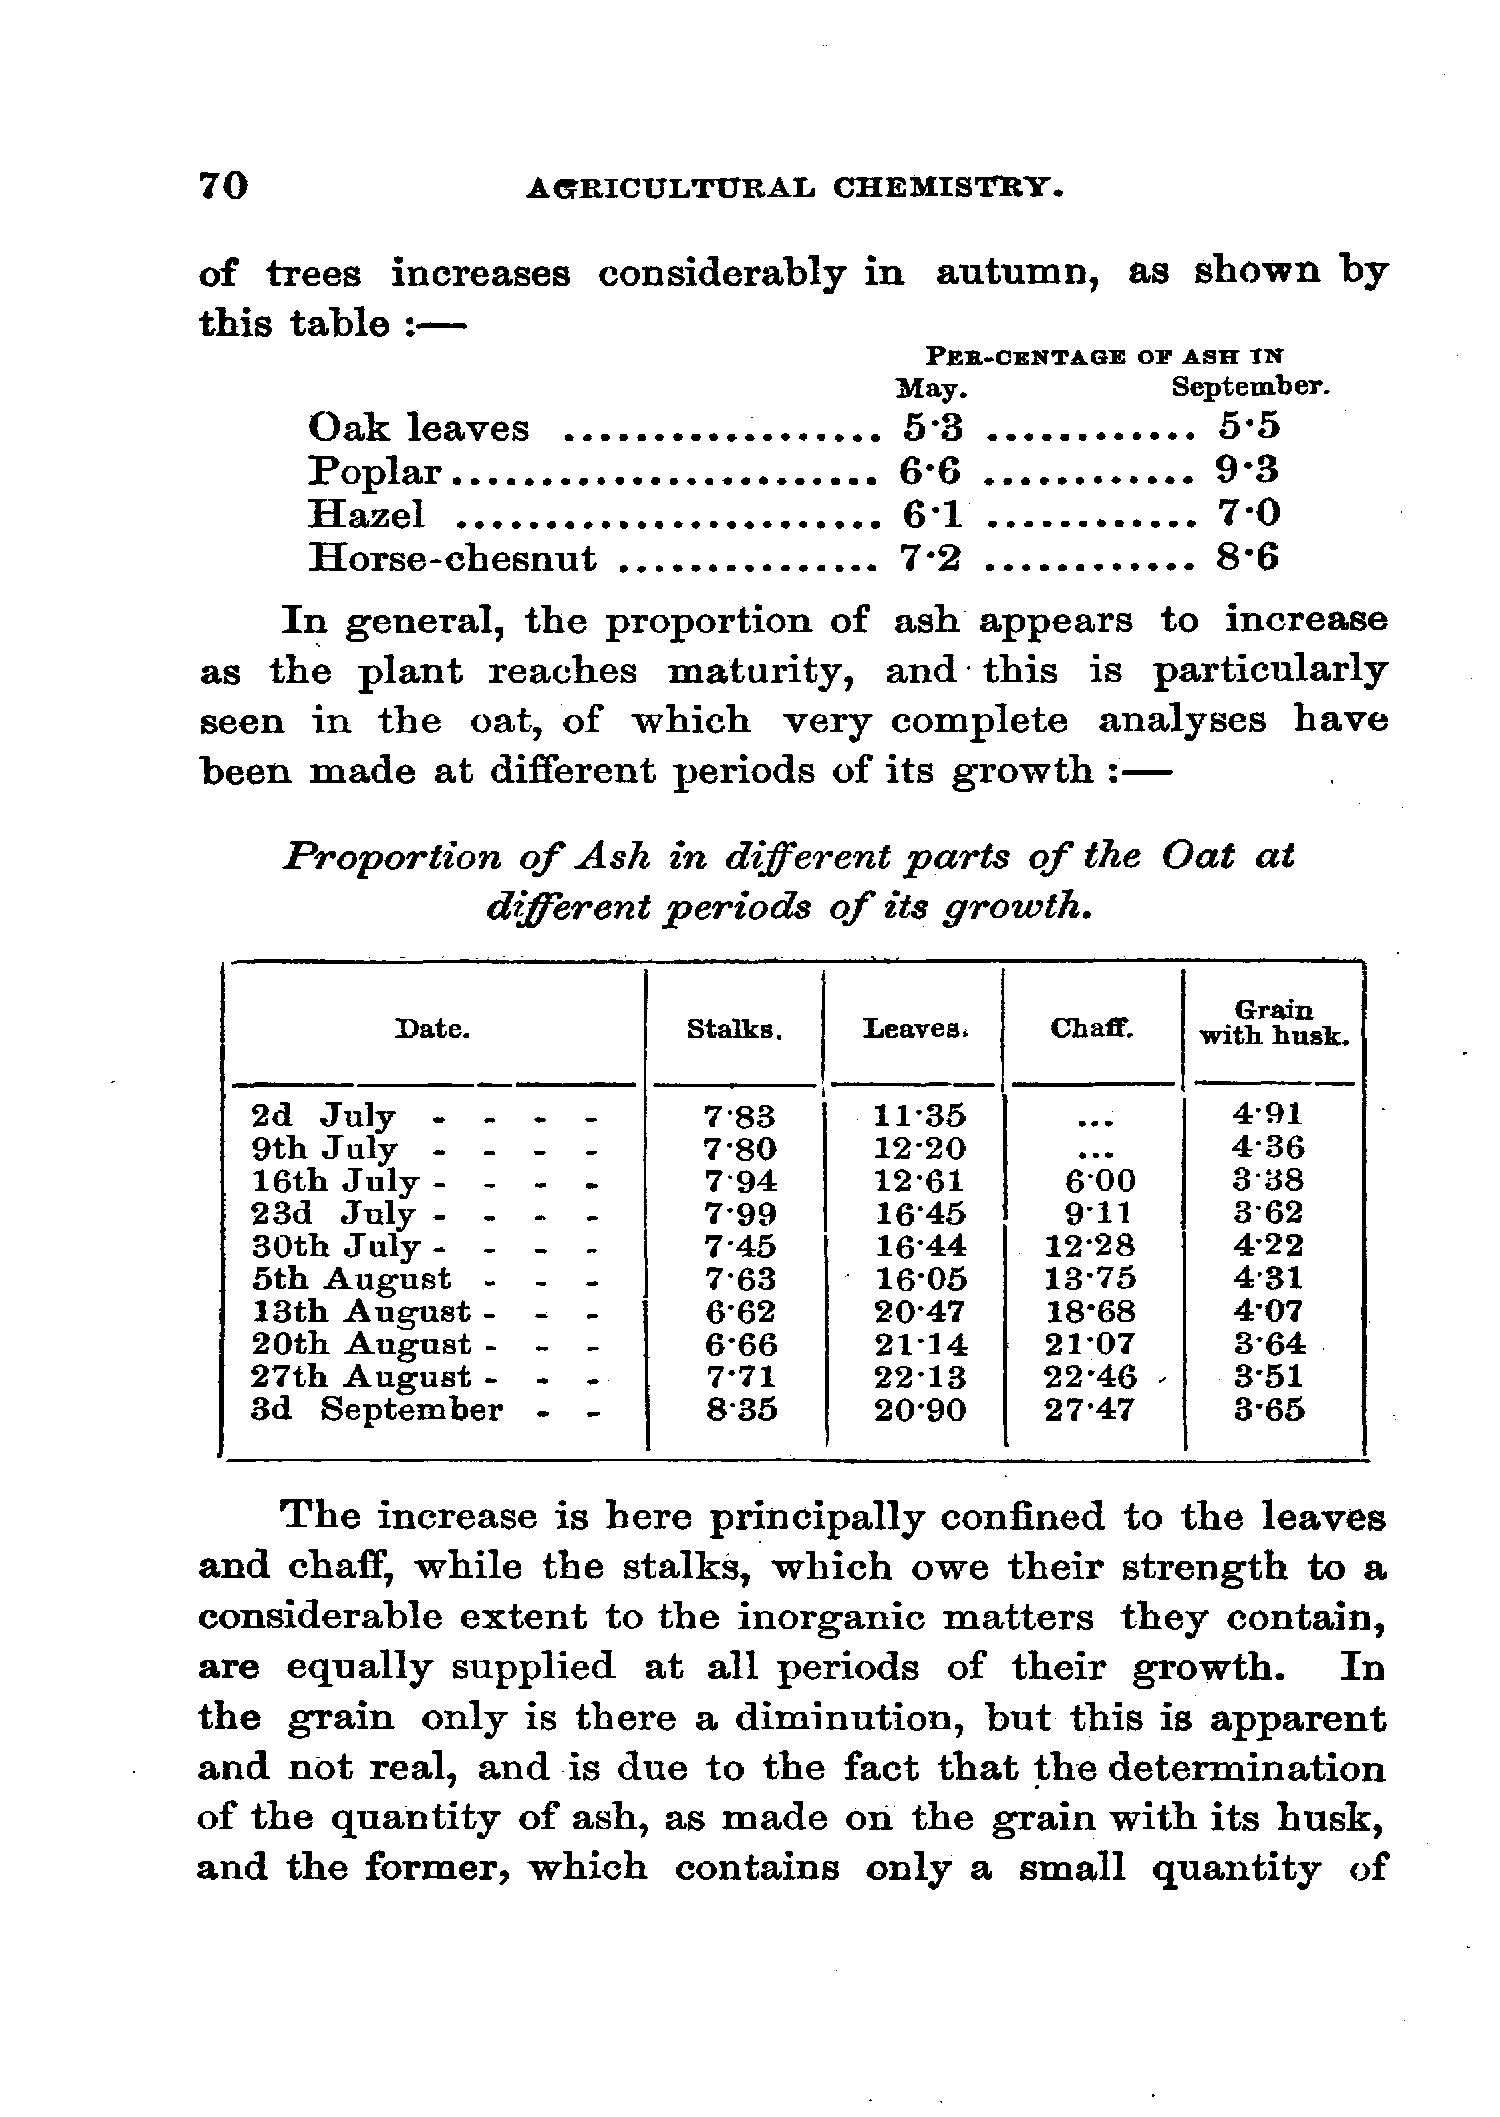 70 AGRICULTURAL CHEMISTRY.
of trees increases considerably in autumn, as shown by
this table :—
PER-CENTAGE OF ASH IN
May. September.
Oak leaves .................. 5·3 ............ 5·5
Poplar........................ 6·6 ............ 9·3
Hazel ........................ 6·1 ............ 7·0
Horse-chesnut ............... 7·2 ............ 8·6
In general, the proportion of ash appears to increase
as the plant reaches maturity, and this is particularly
seen in the oat, of which very complete analyses have
been made at different periods of its growth :—
Proportion of Ash in different parts of the Oat at
different periods of its growth.
Date. Stalks. Leaves. Chaff. Grain with husk.
2d July - - - - 7·83 11·35 ... 4·91
9th July - - - - 7·80 12·20 ... 4·36
16th July - - - - 7·94 12·61 6·00 3·38
23d July - - - - 7·99 16·45 9·11 3·62
30th July - - - - 7·45 16·44 12·28 4·22
5th August - - - 7·63 16·05 13·75 4·31
13th August - - - 6·62 20·47 18·68 4·07
20th August - - - 6·66 21·14 21·07 3·64
27th August - - - 7·71 22·13 22·46 3·51
3d September - - 8·35 20·90 27·47 3·65
The increase is here principally confined to the leaves
and chaff, while the stalks, which owe their strength to a
considerable extent to the inorganic matters they contain,
are equally supplied at all periods of their growth. In
the grain only is there a diminution, but this is apparent
and not real, and is due to the fact that the determination
of the quantity of ash, as made on the grain with its husk,
and the former, which contains only a small quantity of